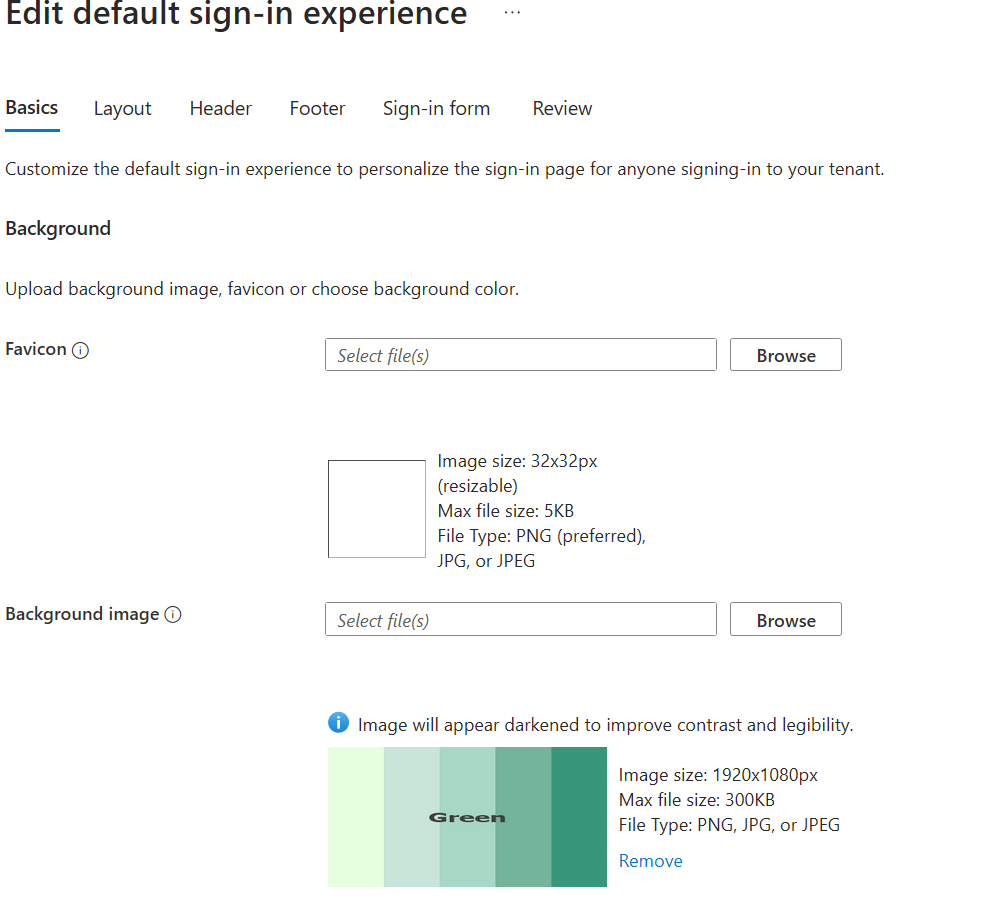 Edit default sign-in experience ...
Basics Layout Header Footer Sign-in form Review
Customize the default sign-in experience to personalize the sign-in page for anyone signing-in to your tenant.
Background
Upload background image, favicon or choose background color.
Favicon
Select file(s) Browse
Image size: 32x32px
(resizable)
Max file size: 5KB
File Type: PNG (preferred),
JPG, or JPEG
Background image
Select file(s) Browse
Image will appear darkened to improve contrast and legibility.
Green
Image size: 1920x1080px
Max file size: 300KB
File Type: PNG, JPG, or JPEG
Remove